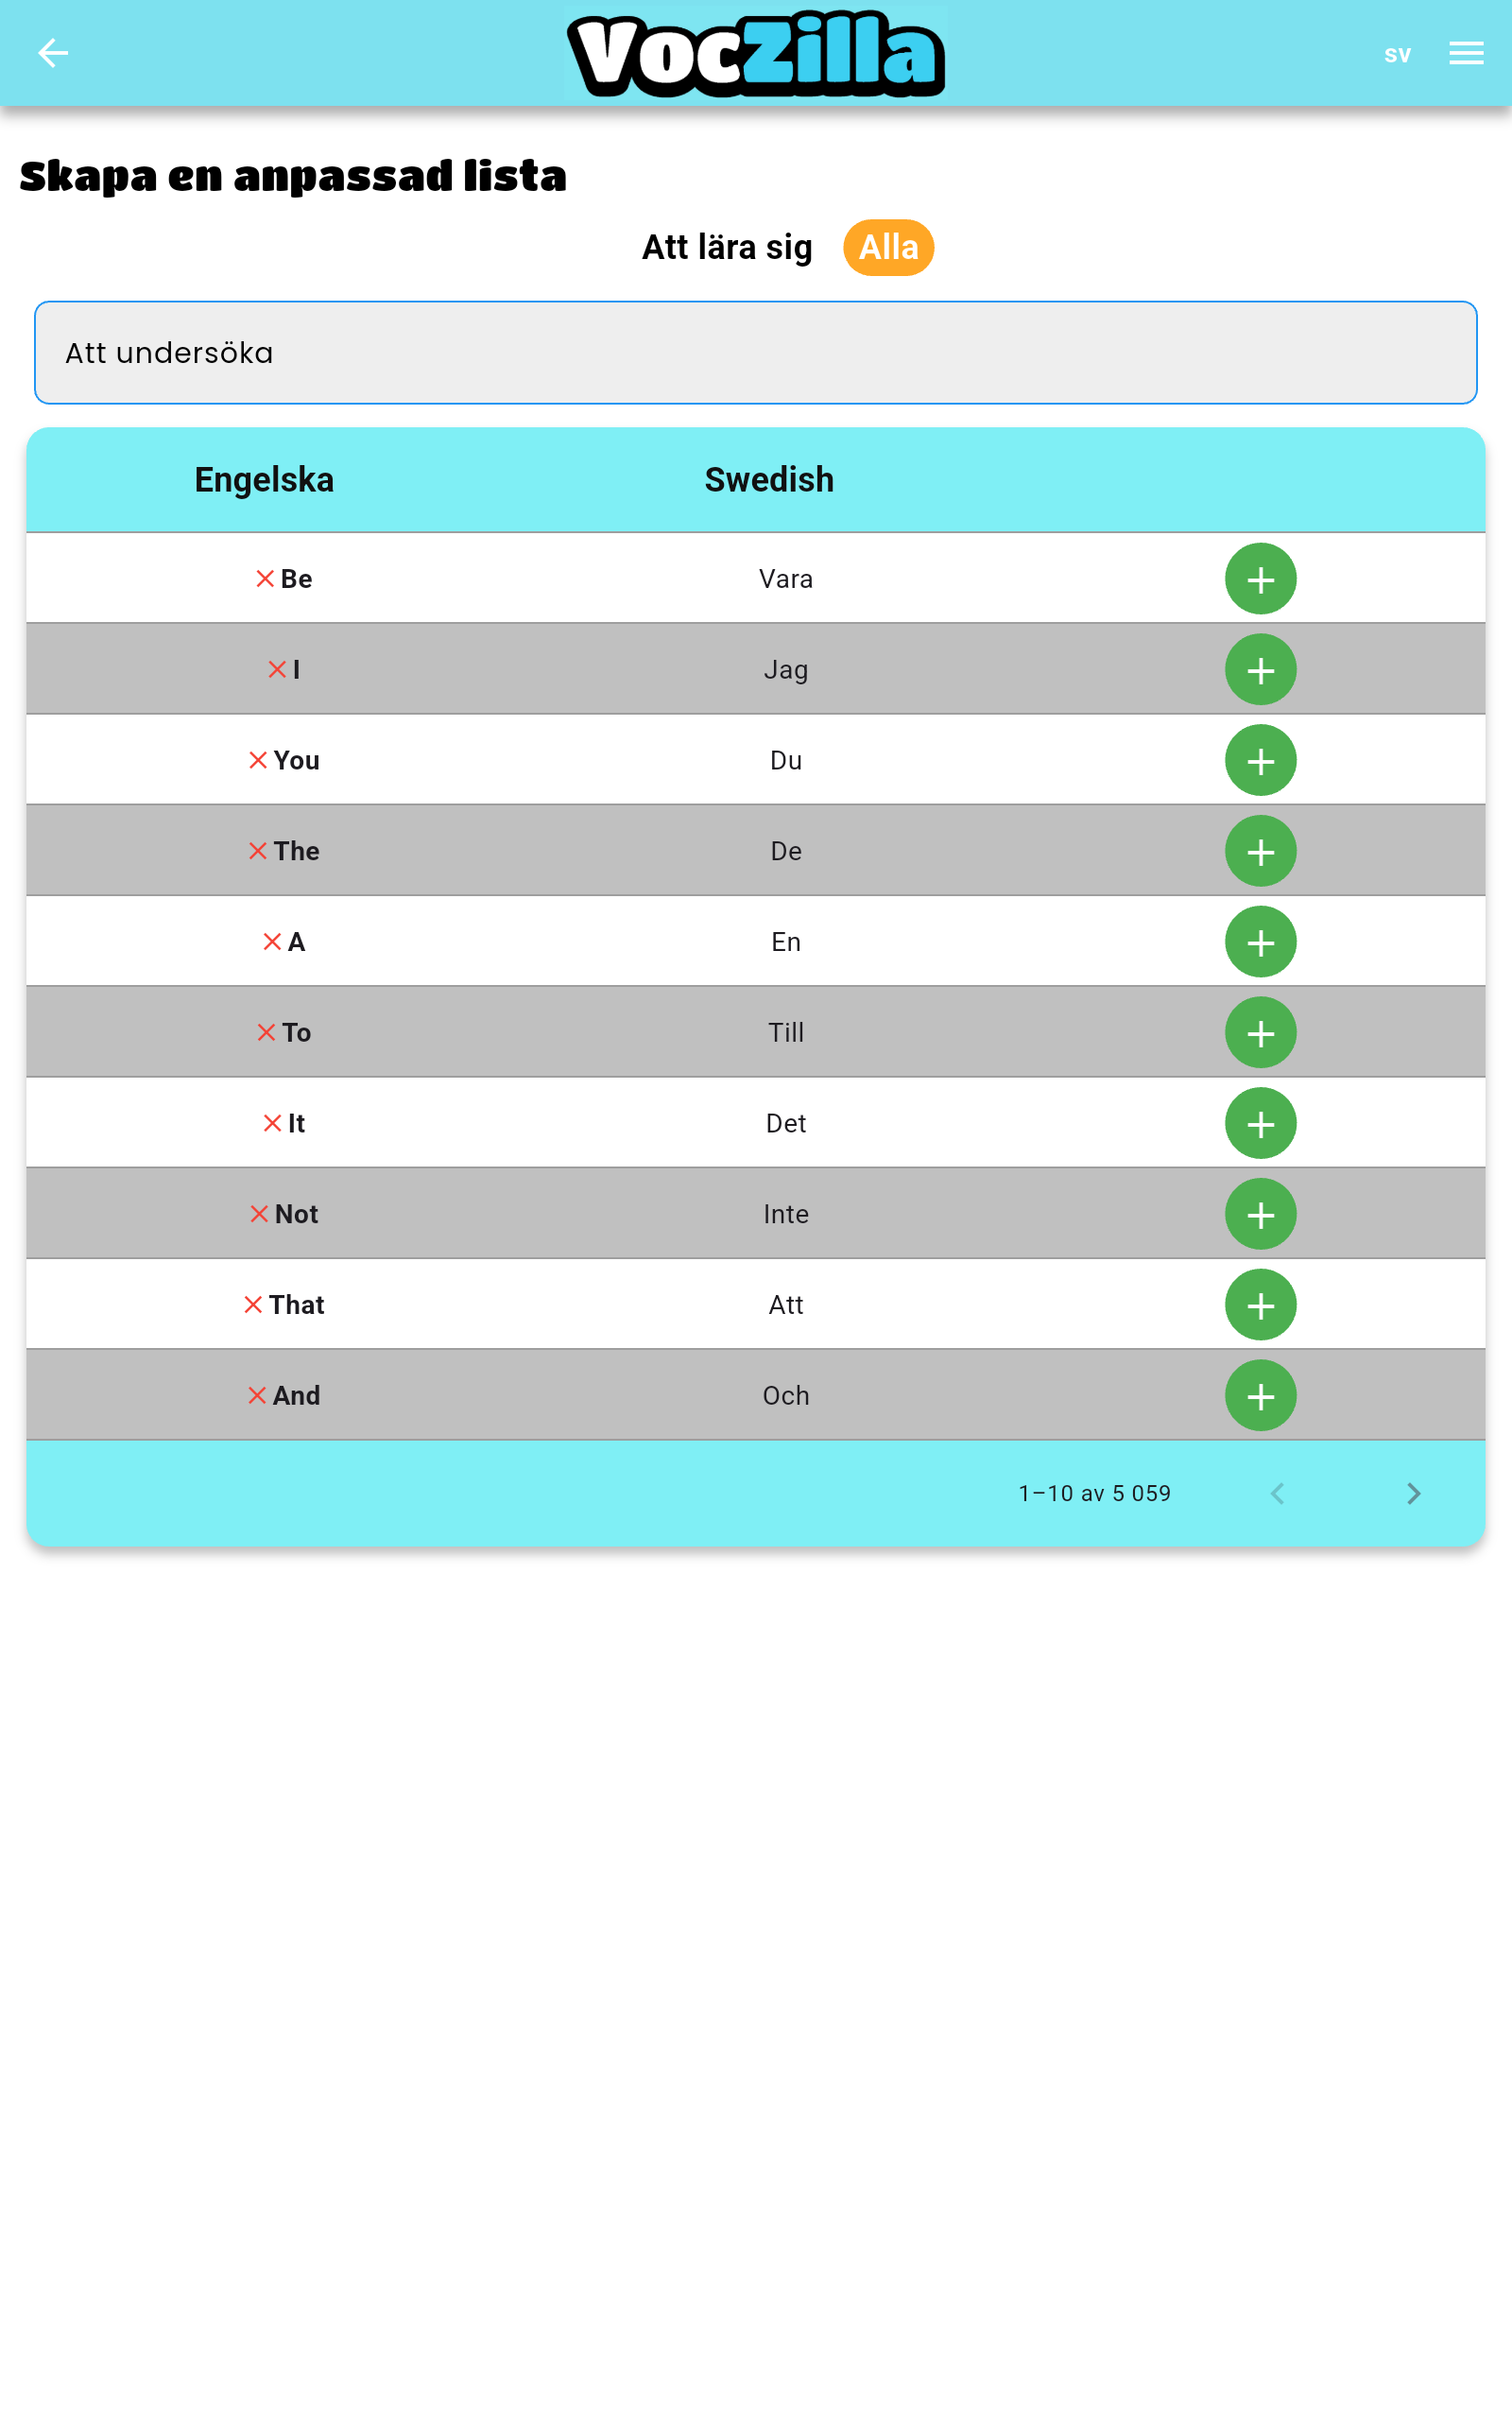 VocZilla
sv
Skapa en anpassad lista
Att lära sig Alla
Att undersöka
Engelska Swedish
Be Vara
I Jag
You Du
The De
A En
To Till
It Det
Not Inte
That Att
And Och
1–10 av 5 059